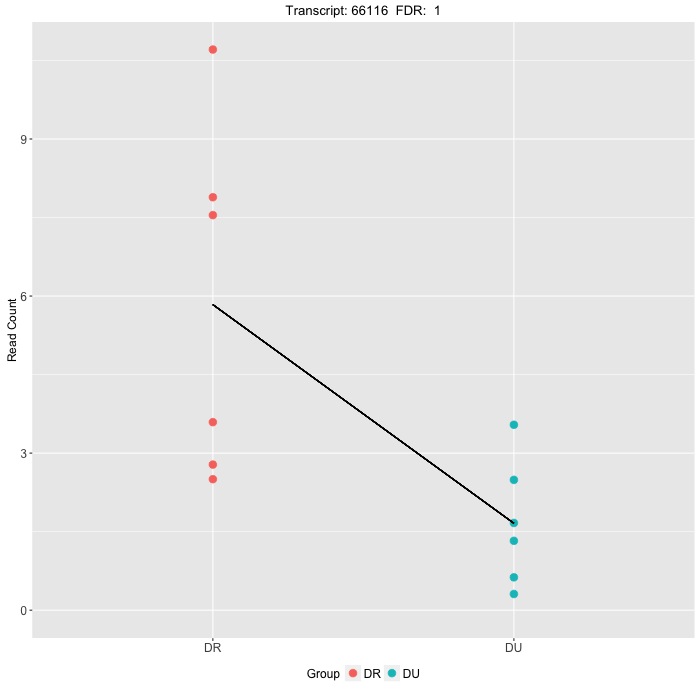 Transcript: 66116  FDR:  1
Read Count
9
6
3
0
DR DU
Group DR DU